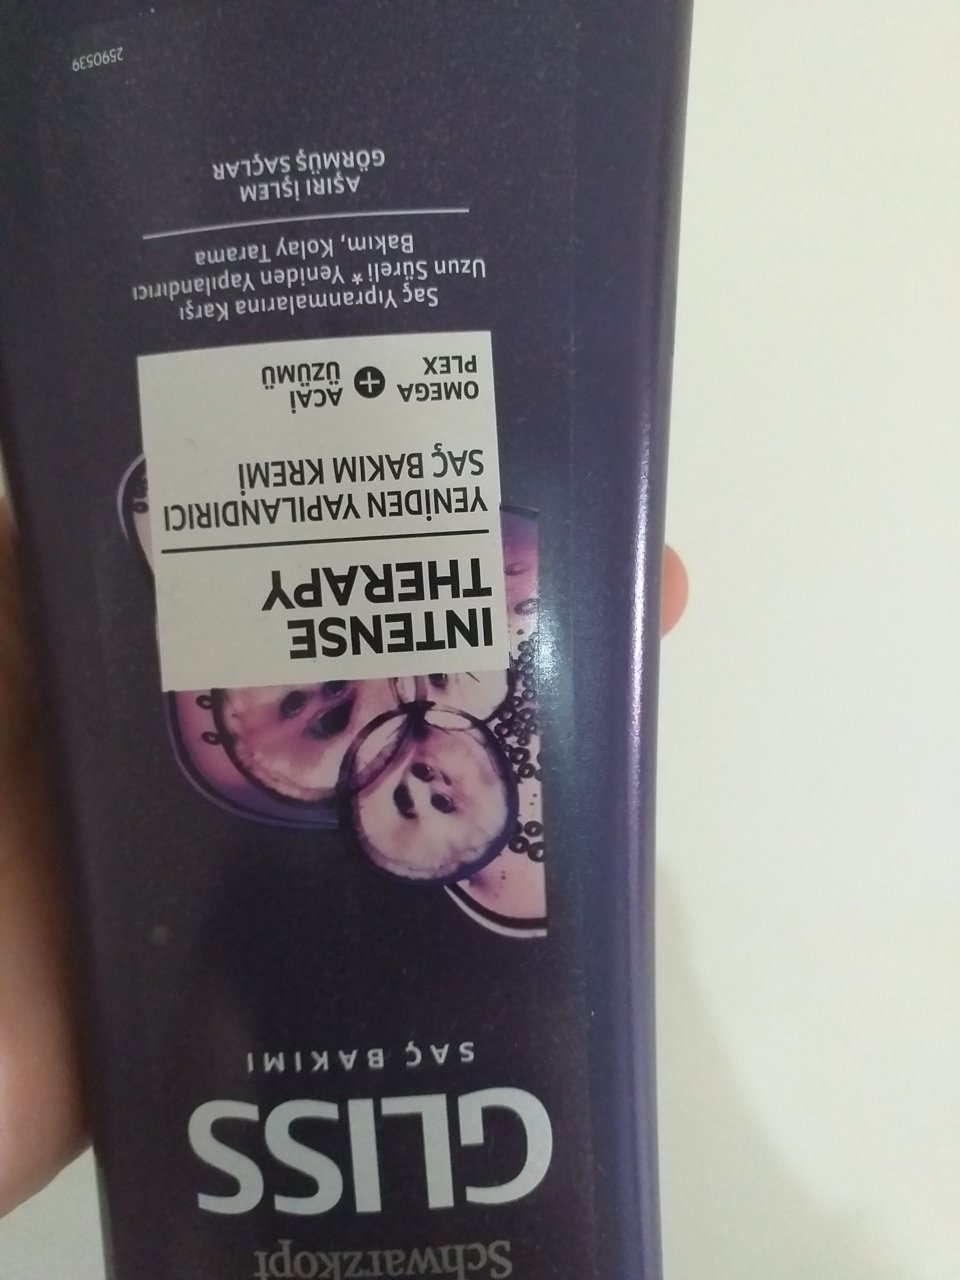 Schwarzkopf
GLISS
SAÇ BAKIMI
INTENSE
THERAPY
YENİDEN YAPILANDIRICI
SAÇ BAKIM KREMİ
OMEGA
PLEX
+
ACAİ
ÜZÜMÜ
Saç Yıpranmalarına Karşı
Uzun Süreli* Yeniden Yapılandırıcı
Bakım, Kolay Tarama
AŞIRI İŞLEM
GÖRMÜŞ SAÇLAR
2590539